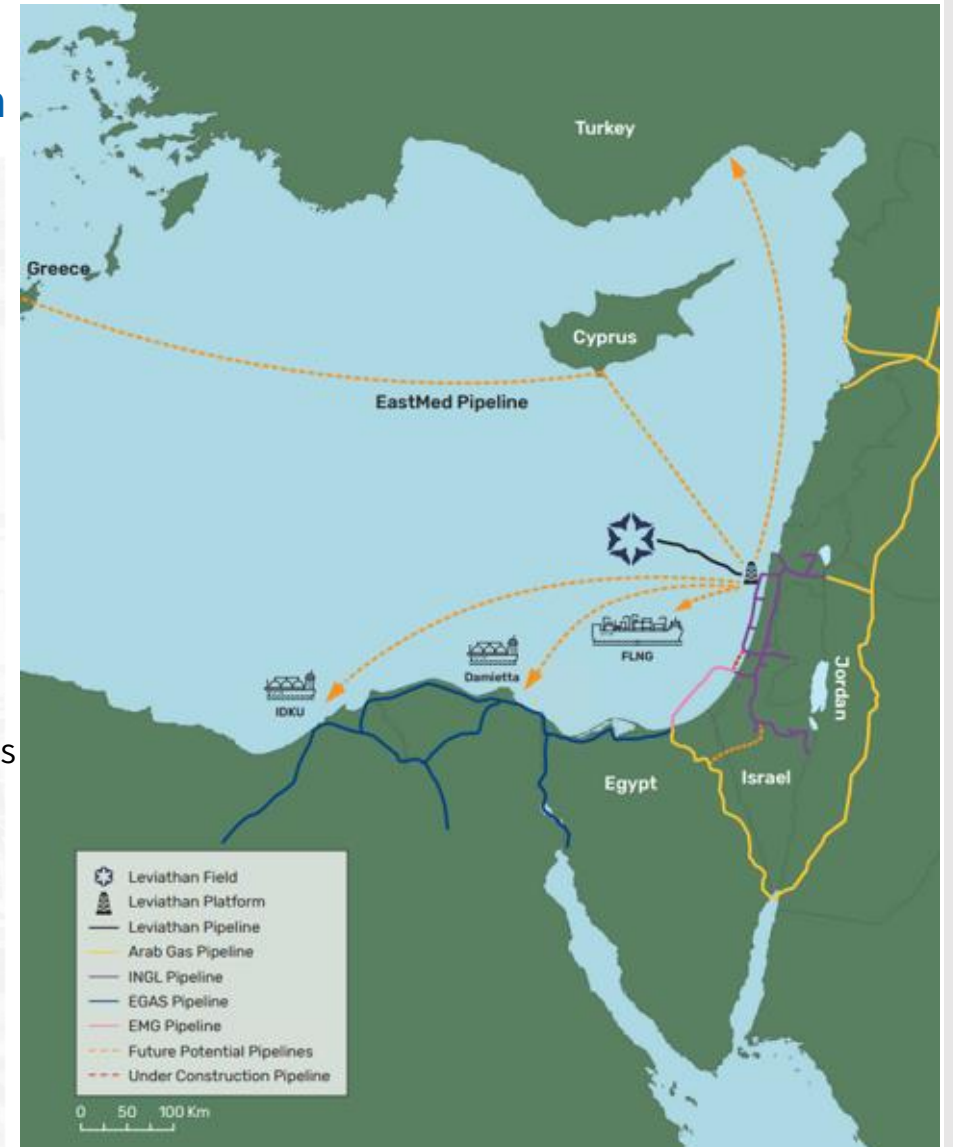 n
Turkey
Greece
Cyprus
EastMed Pipeline
FLNG
Damietta
IDKU
Jordan
s
Egypt
Israel
Leviathan Field
Leviathan Platform
Leviathan Pipeline
Arab Gas Pipeline
INGL Pipeline
EGAS Pipeline
EMG Pipeline
Future Potential Pipelines
Under Construction Pipeline
0 50 100 Km